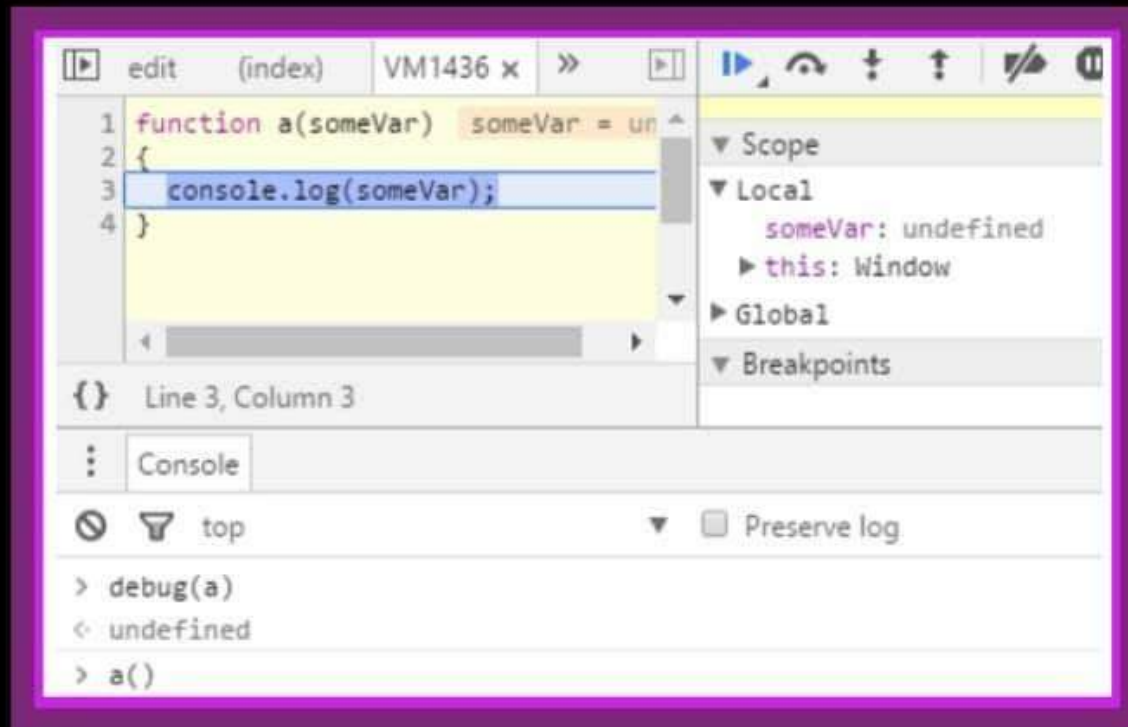 edit (index) VM1436 × »
1 function a(someVar) someVar = un
2 {
3 console.log(someVar);
4 }
{} Line 3, Column 3
Scope
Local
someVar: undefined
this: Window
Global
Breakpoints
Console
top Preserve log
> debug(a)
undefined
> a()